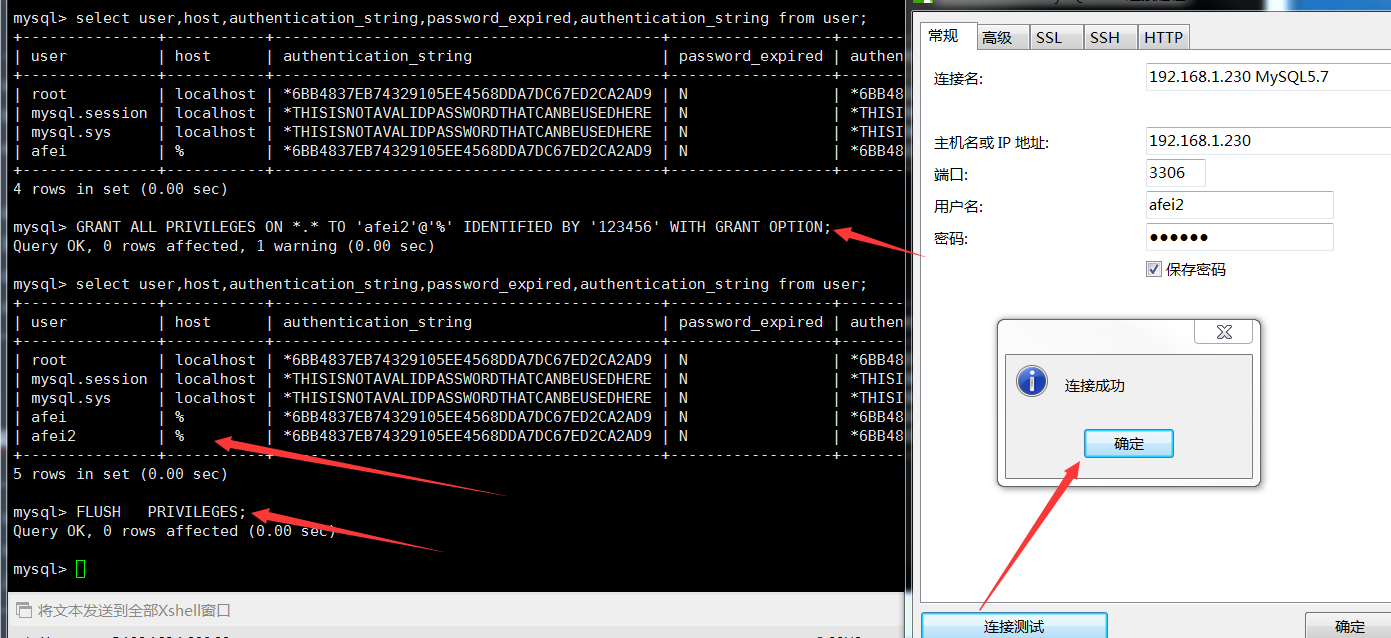 mysql> select user,host,authentication_string,password_expired,authentication_string from user;
+---------------+-----------+-------------------------------------------+------------------+-------
| user          | host      | authentication_string                     | password_expired | authen
+---------------+-----------+-------------------------------------------+------------------+-------
| root          | localhost | *6BB4837EB74329105EE4568DDA7DC67ED2CA2AD9 | N                | *6BB48
| mysql.session | localhost | *THISISNOTAVALIDPASSWORDTHATCANBEUSEDHERE | N                | *THISI
| mysql.sys     | localhost | *THISISNOTAVALIDPASSWORDTHATCANBEUSEDHERE | N                | *THISI
| afei          | %         | *6BB4837EB74329105EE4568DDA7DC67ED2CA2AD9 | N                | *6BB48
+---------------+-----------+-------------------------------------------+------------------+-------
4 rows in set (0.00 sec)
mysql> GRANT ALL PRIVILEGES ON *.* TO 'afei2'@'%' IDENTIFIED BY '123456' WITH GRANT OPTION;
Query OK, 0 rows affected, 1 warning (0.00 sec)
mysql> select user,host,authentication_string,password_expired,authentication_string from user;
+---------------+-----------+-------------------------------------------+------------------+-------
| user          | host      | authentication_string                     | password_expired | authen
+---------------+-----------+-------------------------------------------+------------------+-------
| root          | localhost | *6BB4837EB74329105EE4568DDA7DC67ED2CA2AD9 | N                | *6BB48
| mysql.session | localhost | *THISISNOTAVALIDPASSWORDTHATCANBEUSEDHERE | N                | *THISI
| mysql.sys     | localhost | *THISISNOTAVALIDPASSWORDTHATCANBEUSEDHERE | N                | *THISI
| afei          | %         | *6BB4837EB74329105EE4568DDA7DC67ED2CA2AD9 | N                | *6BB48
| afei2         | %         | *6BB4837EB74329105EE4568DDA7DC67ED2CA2AD9 | N                | *6BB48
+---------------+-----------+-------------------------------------------+------------------+-------
5 rows in set (0.00 sec)
mysql> FLUSH   PRIVILEGES;
Query OK, 0 rows affected (0.00 sec)
mysql>
将文本发送到全部Xshell窗口
常规 高级 SSL SSH HTTP
连接名: 192.168.1.230 MySQL5.7
主机名或 IP 地址: 192.168.1.230
端口: 3306
用户名: afei2
密码: ●●●●●●
保存密码
连接成功
确定
连接测试 确定